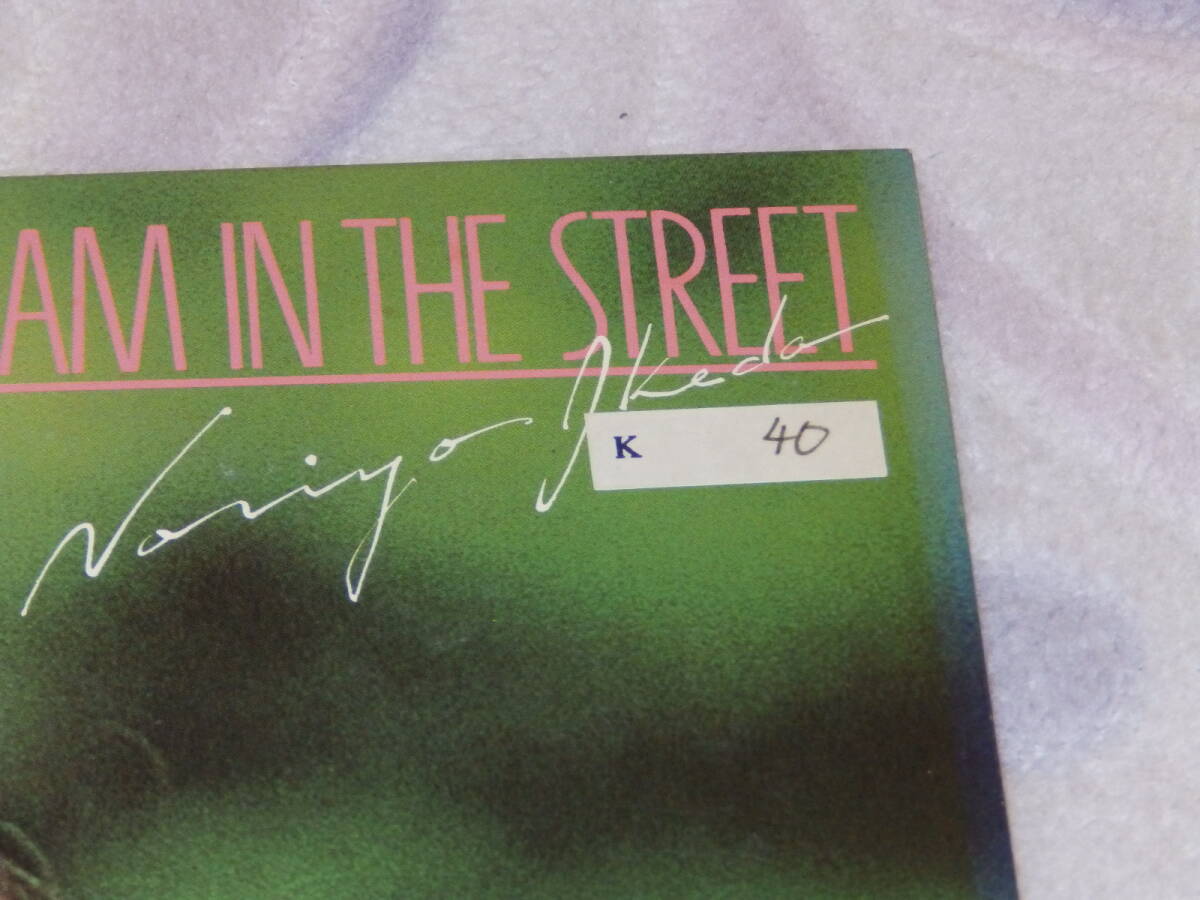 AM IN THE STREET
Noriyo Ikeda
K 40